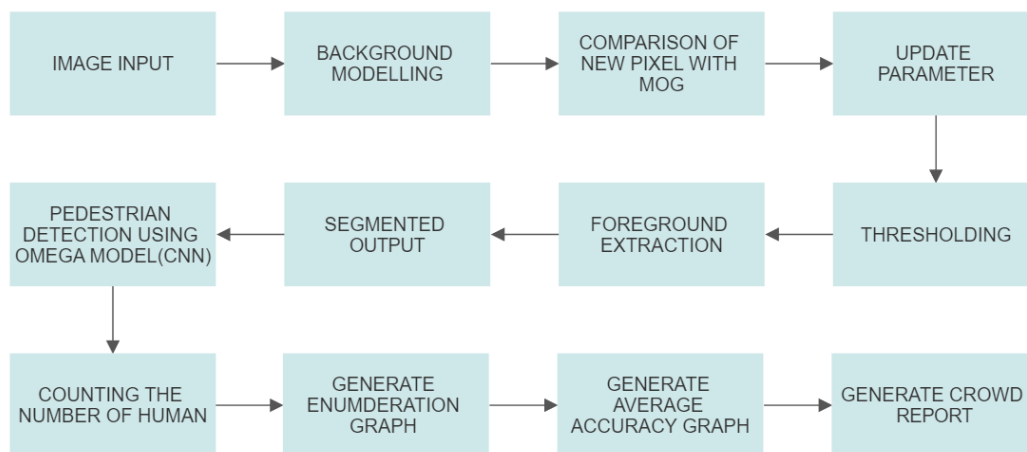 IMAGE INPUT
BACKGROUND
MODELLING
COMPARISON OF
NEW PIXEL WITH
MOG
UPDATE
PARAMETER
THRESHOLDING
FOREGROUND
EXTRACTION
SEGMENTED
OUTPUT
PEDESTRIAN
DETECTION USING
OMEGA MODEL(CNN)
COUNTING THE
NUMBER OF HUMAN
GENERATE
ENUMDERATION
GRAPH
GENERATE
AVERAGE
ACCURACY GRAPH
GENERATE CROWD
REPORT